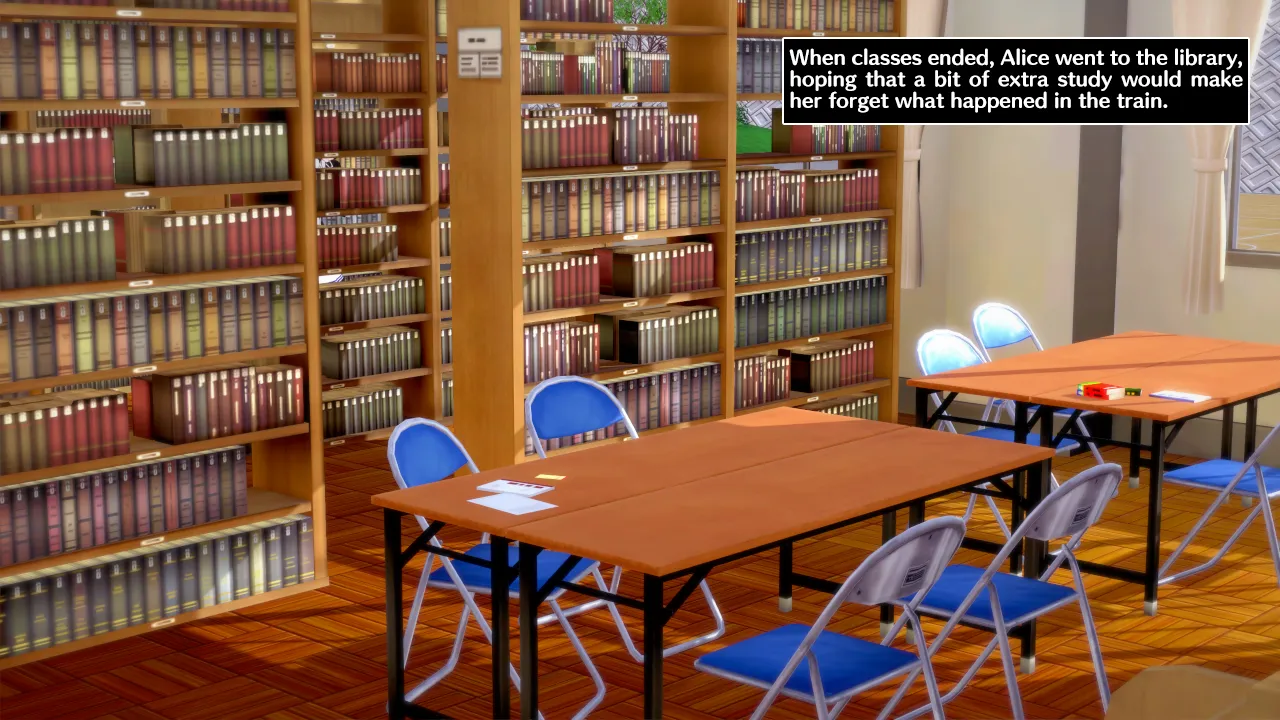 When classes ended, Alice went to the library,
hoping that a bit of extra study would make
her forget what happened in the train.